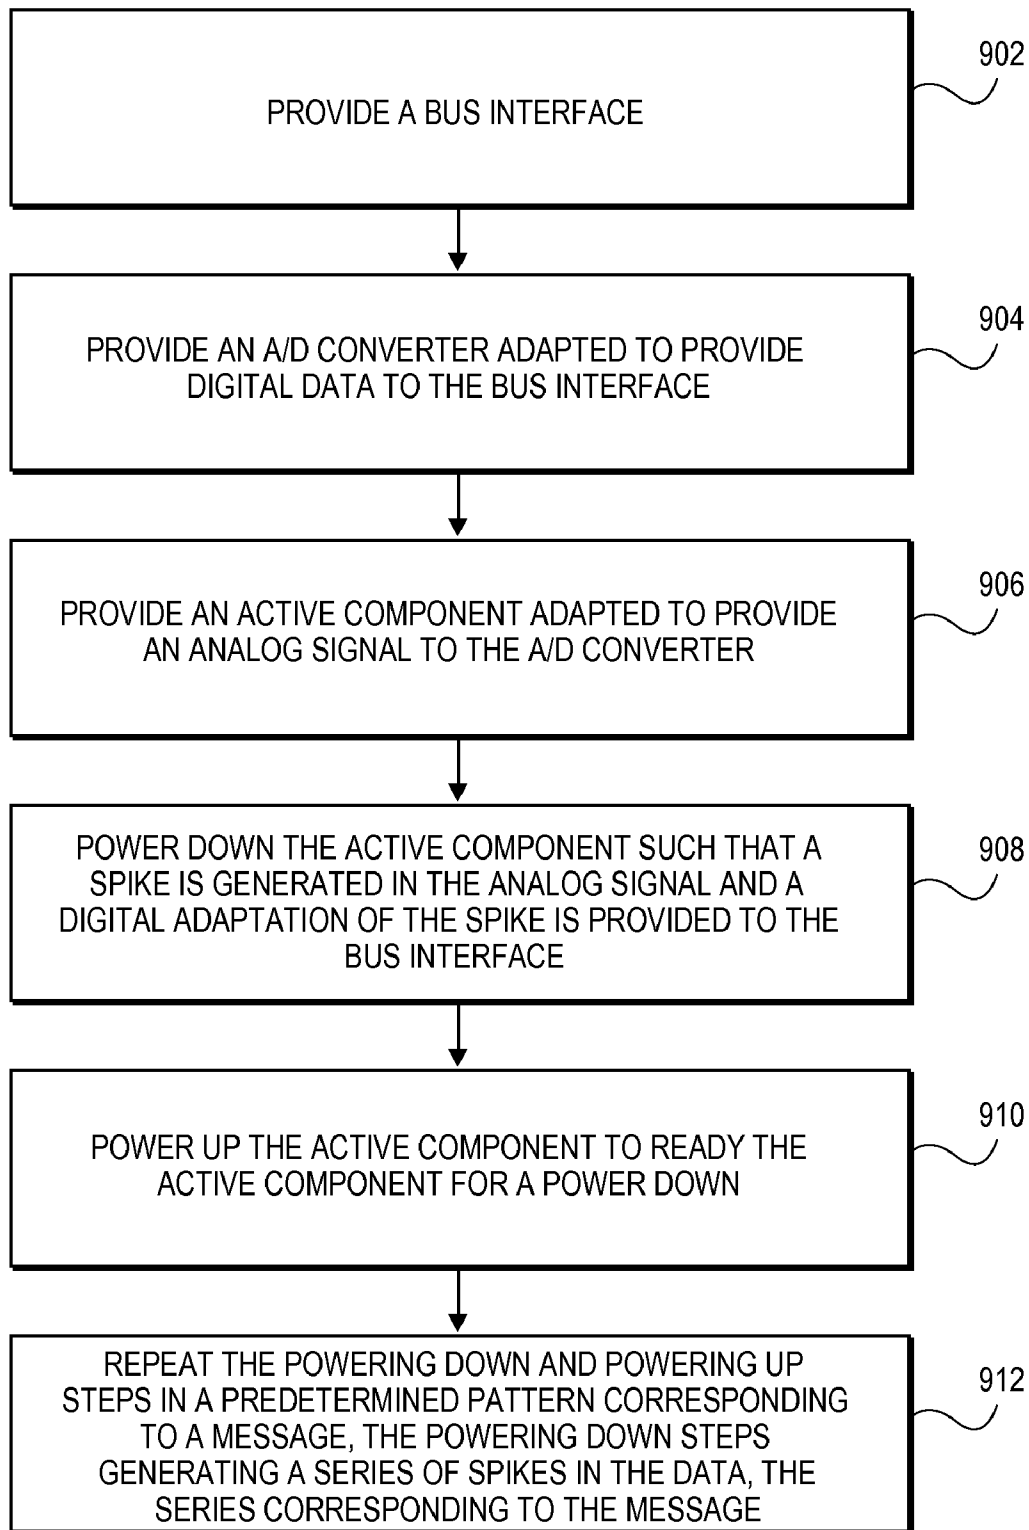 PROVIDE A BUS INTERFACE
902
PROVIDE AN A/D CONVERTER ADAPTED TO PROVIDE
DIGITAL DATA TO THE BUS INTERFACE
904
PROVIDE AN ACTIVE COMPONENT ADAPTED TO PROVIDE
AN ANALOG SIGNAL TO THE A/D CONVERTER
906
POWER DOWN THE ACTIVE COMPONENT SUCH THAT A
SPIKE IS GENERATED IN THE ANALOG SIGNAL AND A
DIGITAL ADAPTATION OF THE SPIKE IS PROVIDED TO THE
BUS INTERFACE
908
POWER UP THE ACTIVE COMPONENT TO READY THE
ACTIVE COMPONENT FOR A POWER DOWN
910
REPEAT THE POWERING DOWN AND POWERING UP
STEPS IN A PREDETERMINED PATTERN CORRESPONDING
TO A MESSAGE, THE POWERING DOWN STEPS
GENERATING A SERIES OF SPIKES IN THE DATA, THE
SERIES CORRESPONDING TO THE MESSAGE
912